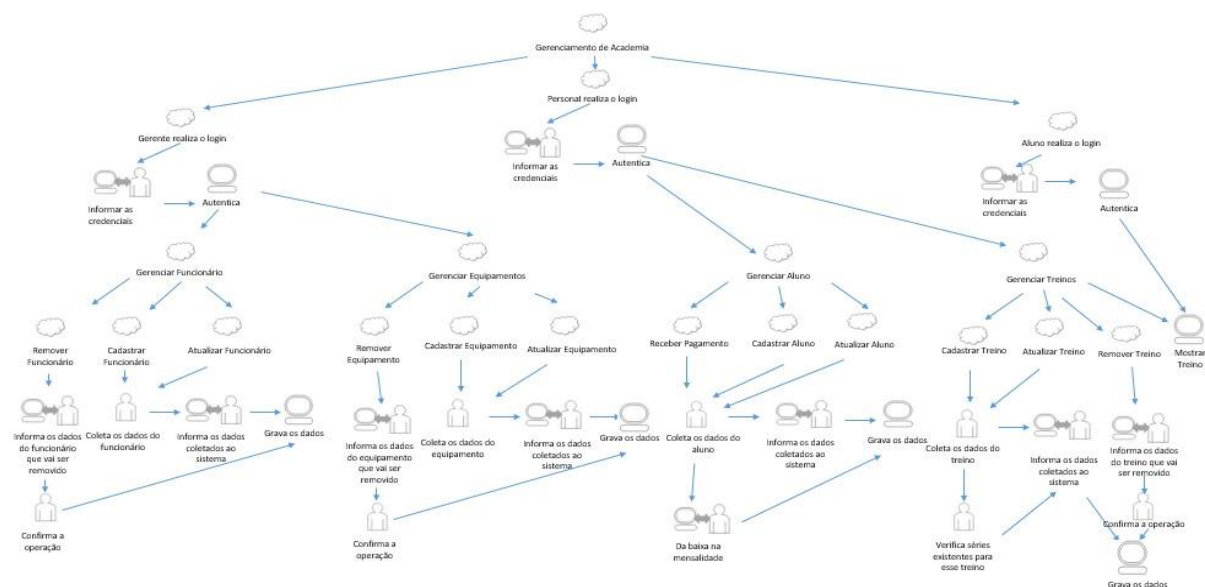 Gerenciamento de Academia
Personal realiza o login
Gerente realiza o login
Aluno realiza o login
Informar as
credenciais
Autentica
Informar as
credenciais
Autentica
Informar as
credenciais
Autentica
Gerenciar Funcionário
Gerenciar Equipamentos
Gerenciar Aluno
Gerenciar Treinos
Remover
Funcionário
Cadastrar
Funcionário
Atualizar Funcionário
Remover
Equipamento
Cadastrar Equipamento
Atualizar Equipamento
Receber Pagamento
Cadastrar Aluno
Atualizar Aluno
Cadastrar Treino
Atualizar Treino
Remover Treino
Mostrar
Treino
Informa os dados
do funcionário
que vai ser
removido
Coleta os dados do
funcionário
Informa os dados
coletados ao
sistema
Grava os dados
Informa os dados
do equipamento
que vai ser
removido
Coleta os dados do
equipamento
Informa os dados
coletados ao
sistema
Grava os dados
Coleta os dados do
aluno
Informa os dados
coletados ao
sistema
Grava os dados
Coleta os dados do
treino
Informa os dados
coletados ao
sistema
Informa os dados
do treino que vai
ser removido
Confirma a
operação
Confirma a
operação
Da baixa na
mensalidade
Verifica séries
existentes para
esse treino
Confirma a operação
Grava os dados